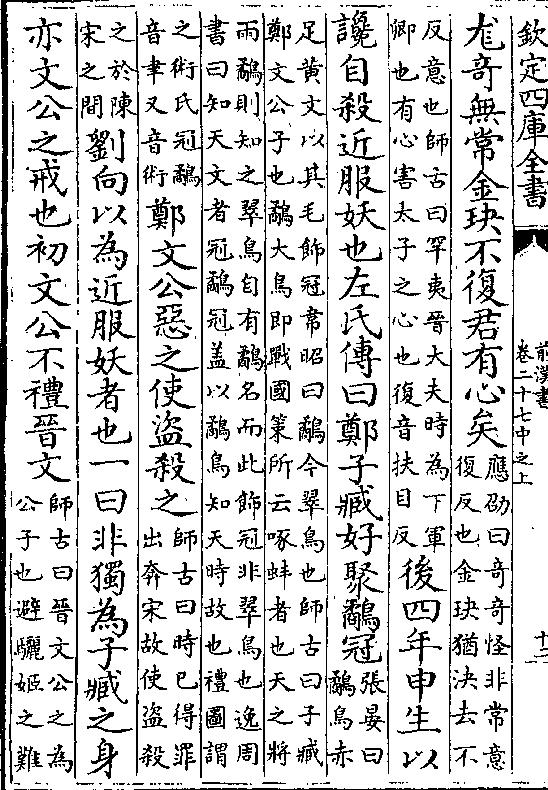 欽定四庫全書
前漢書
卷二十七中之上
十二
尨奇無常金玦不復君有心矣應劭曰奇奇怪非常意
復反也金玦猶決去不
反意也師古曰罕夷晉大夫時為下軍
卿也有心害太子之心也復音扶目反後四年申生以
讒自殺近服妖也左氏傳曰鄭子臧好聚鷸冠張晏曰
鷸鳥赤
足黄文以其毛飾冠韋昭曰鷸今翠鳥也師古曰子臧
鄭文公子也鷸大鳥即戰國策所云啄蚌者也天之將
雨鷸則知之翠鳥自有鷸名而此飾冠非翠鳥也逸周
書曰知天文者冠鷸冠盖以鷸鳥知天時故也禮圖謂
之術氏冠鷸
音聿又音術鄭文公惡之使盜殺之師古曰時已得罪
出奔宋故使盜殺
之於陳
宋之間劉向以為近服妖者也一曰非獨為子臧之身
亦文公之戒也初文公不禮晉文師古曰晉文公之為
公子也避驪姬之難